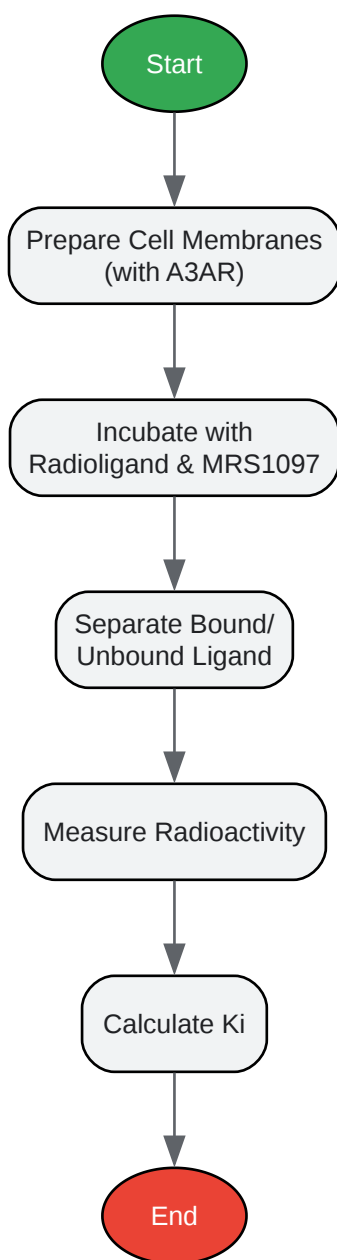 Start
Prepare Cell Membranes
(with A3AR)
Incubate with
Radioligand & MRS1097
Separate Bound/
Unbound Ligand
Measure Radioactivity
Calculate Ki
End